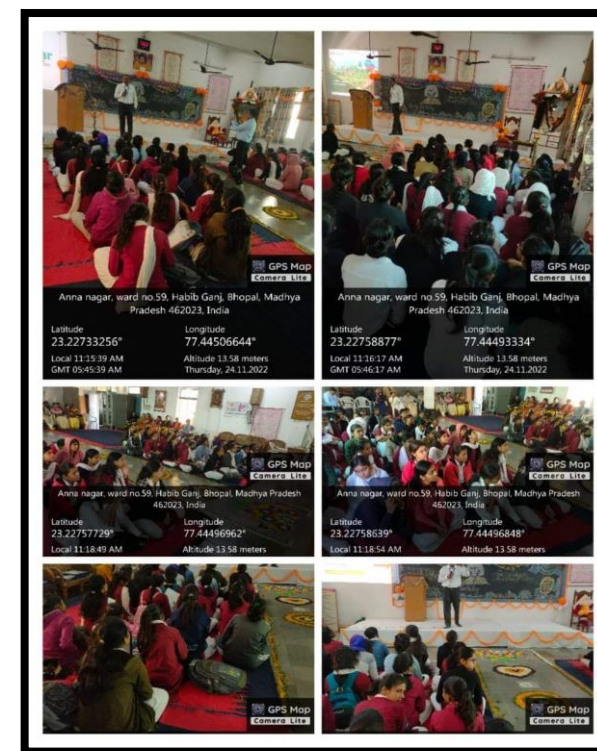 GPS Map
Camera Lite
Anna nagar, ward no.59, Habib Ganj, Bhopal, Madhya
Pradesh 462023, India
Latitude
23.22733256°
Longitude
77.44506644°
Local 11:15:39 AM
GMT 05:45:39 AM
Altitude 13.58 meters
Thursday, 24.11.2022
GPS Map
Camera Lite
Anna nagar, ward no.59, Habib Ganj, Bhopal, Madhya
Pradesh 462023, India
Latitude
23.22758877°
Longitude
77.44493334°
Local 11:16:17 AM
GMT 05:46:17 AM
Altitude 13.58 meters
Thursday, 24.11.2022
GPS Map
Camera Lite
Anna nagar, ward no.59, Habib Ganj, Bhopal, Madhya Pradesh
462023, India
Latitude
23.22757729°
Longitude
77.44496962°
Local 11:18:49 AM
Altitude 13.58 meters
GPS Map
Camera Lite
Anna nagar, ward no.59, Habib Ganj, Bhopal, Madhya Pradesh
462023, India
Latitude
23.22758639°
Longitude
77.44496848°
Local 11:18:54 AM
Altitude 13.58 meters
GPS Map
Camera Lite
GPS Map
Camera Lite